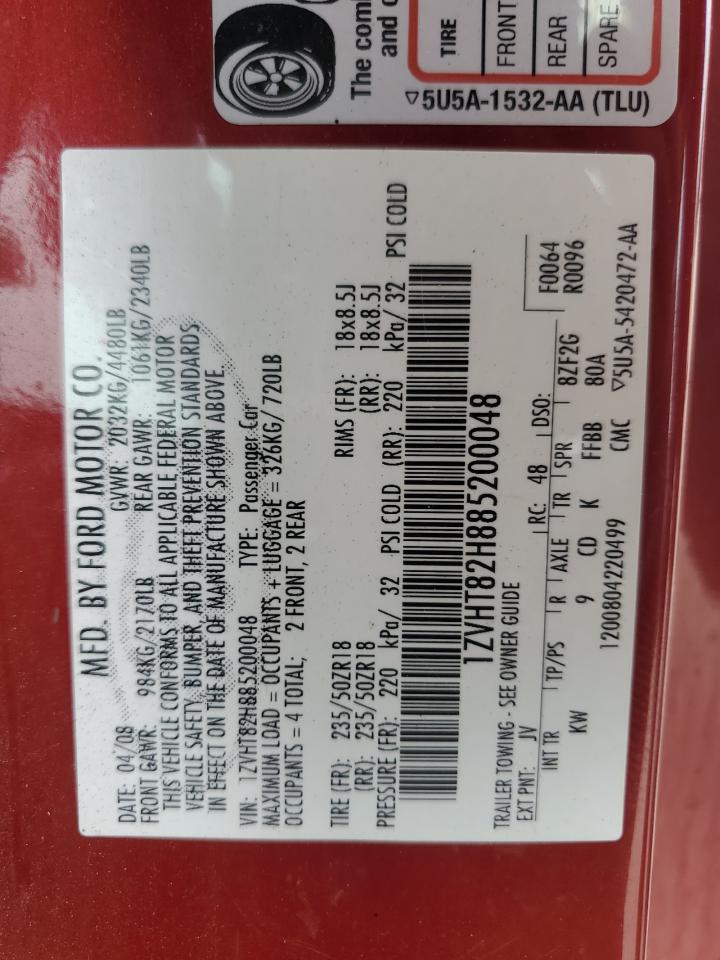 The com
and c
TIRE
FRONT
REAR
SPARE
▽5U5A-1532-AA (TLU)
MFD. BY FORD MOTOR CO.
DATE: 04/08 GVWR: 2032KG/4480LB
FRONT GAWR: 984KG/2170LB REAR GAWR: 1061KG/2340LB
THIS VEHICLE CONFORMS TO ALL APPLICABLE FEDERAL MOTOR
VEHICLE SAFETY, BUMPER, AND THEFT PREVENTION STANDARDS
IN EFFECT ON THE DATE OF MANUFACTURE SHOWN ABOVE.
VIN: 1ZVHT82H885200048 TYPE: Passenger Car
MAXIMUM LOAD = OCCUPANTS + LUGGAGE = 326KG/ 720LB
OCCUPANTS = 4 TOTAL; 2 FRONT, 2 REAR
TIRE (FR): 235/50ZR18 RIMS (FR): 18x8.5J
(RR): 235/50ZR18 (RR): 18x8.5J
PRESSURE (FR): 220 kPa/ 32 PSI COLD (RR): 220 kPa/ 32 PSI COLD
1ZVHT82H885200048
TRAILER TOWING - SEE OWNER GUIDE
EXT PNT: JV RC: 48 DSO: F0064
R0096
INT TR TP/PS R AXLE TR SPR 8ZF2G
KW 9 CD K FFBB 80A
1200804220499 CMC ▽5U5A-5420472-AA